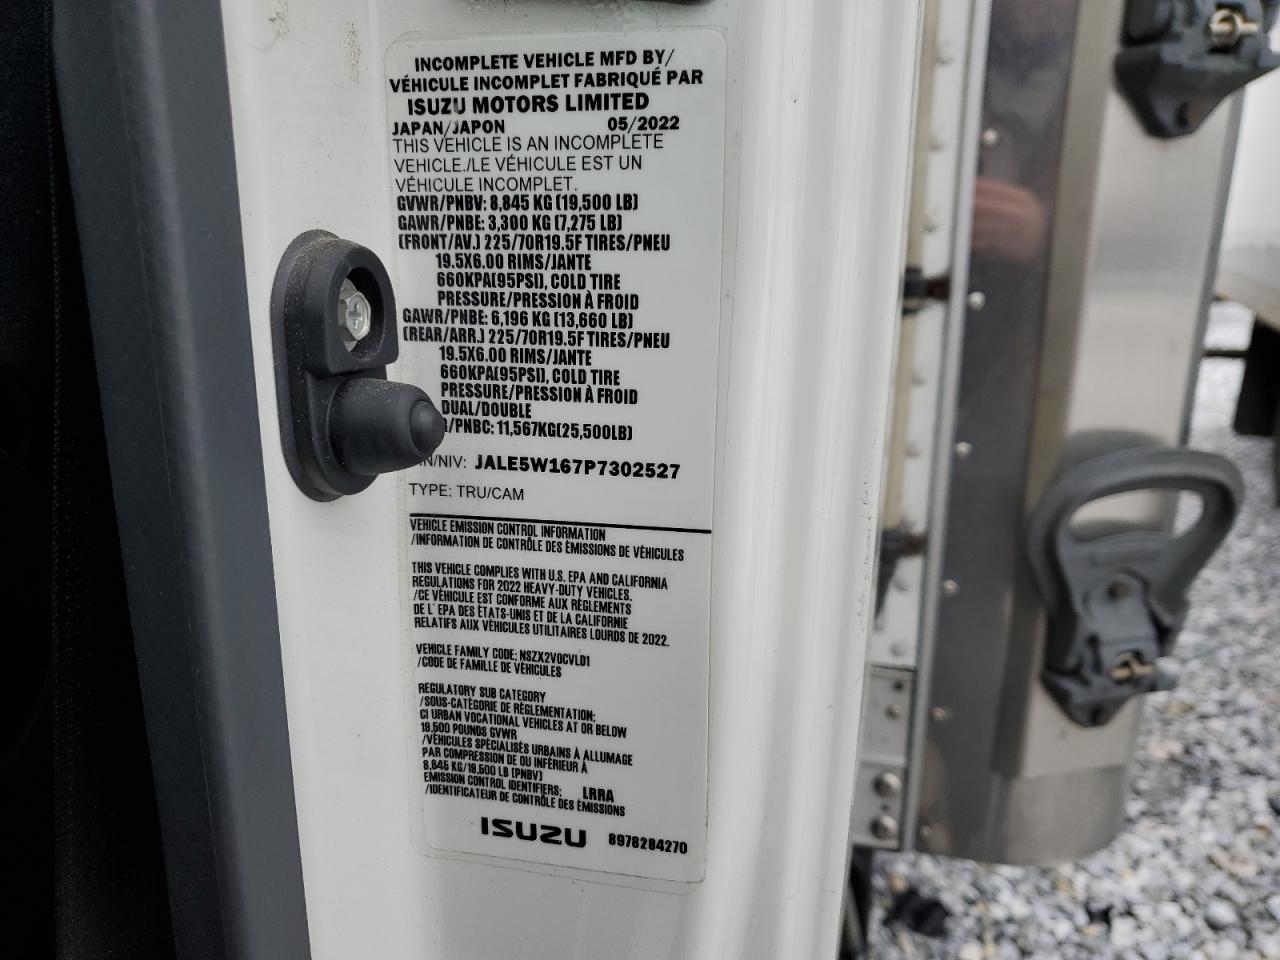 INCOMPLETE VEHICLE MFD BY/
VÉHICULE INCOMPLET FABRIQUÉ PAR
ISUZU MOTORS LIMITED
JAPAN/JAPON 05/2022
THIS VEHICLE IS AN INCOMPLETE
VEHICLE./LE VÉHICULE EST UN
VÉHICULE INCOMPLET.
GVWR/PNBV: 8,845 KG (19,500 LB)
GAWR/PNBE: 3,300 KG (7,275 LB)
(FRONT/AV.) 225/70R19.5F TIRES/PNEU
19.5X6.00 RIMS/JANTE
660KPA(95PSI), COLD TIRE
PRESSURE/PRESSION À FROID
GAWR/PNBE: 6,196 KG (13,660 LB)
(REAR/ARR.) 225/70R19.5F TIRES/PNEU
19.5X6.00 RIMS/JANTE
660KPA(95PSI), COLD TIRE
PRESSURE/PRESSION À FROID
DUAL/DOUBLE
/PNBC: 11,567KG(25,500LB)
/NIV: JALE5W167P7302527
TYPE: TRU/CAM
VEHICLE EMISSION CONTROL INFORMATION
/INFORMATION DE CONTRÔLE DES ÉMISSIONS DE VÉHICULES
THIS VEHICLE COMPLIES WITH U.S. EPA AND CALIFORNIA
REGULATIONS FOR 2022 HEAVY-DUTY VEHICLES.
/CE VÉHICULE EST CONFORME AUX RÈGLEMENTS
DE L'EPA DES ÉTATS-UNIS ET DE LA CALIFORNIE
RELATIFS AUX VÉHICULES UTILITAIRES LOURDS DE 2022.
VEHICLE FAMILY CODE: NSZX2VOCVLD1
/CODE DE FAMILLE DE VÉHICULES
REGULATORY SUB CATEGORY
/SOUS-CATÉGORIE DE RÈGLEMENTATION:
CI URBAN VOCATIONAL VEHICLES AT OR BELOW
19,500 POUNDS GVWR
/VÉHICULES SPÉCIALISÉS URBAINS À ALLUMAGE
PAR COMPRESSION DE OU INFÉRIEUR À
8,845 KG/19,500 LB (PNBV)
EMISSION CONTROL IDENTIFIERS: LRRA
/IDENTIFICATEUR DE CONTRÔLE DES ÉMISSIONS
ISUZU 8978284270